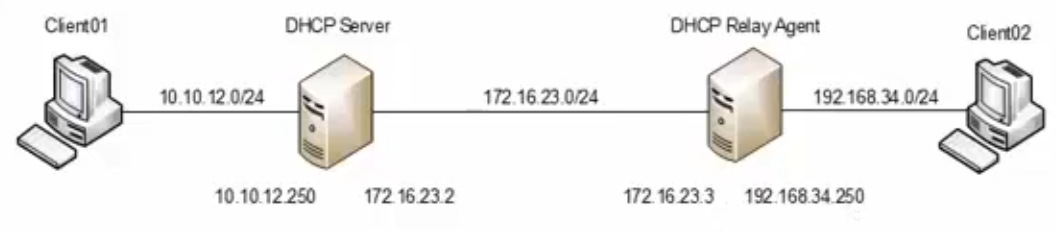 Client01
DHCP Server
DHCP Relay Agent
Client02
10.10.12.0/24
172.16.23.0/24
192.168.34.0/24
10.10.12.250
172.16.23.2
172.16.23.3
192.168.34.250